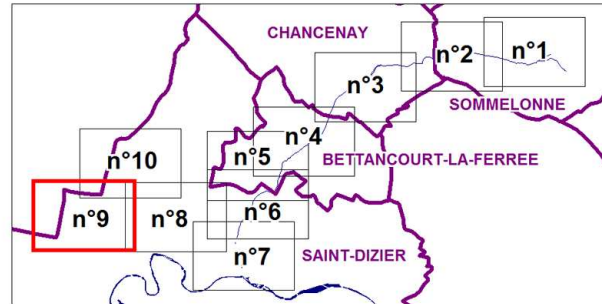 CHANCENAY
n°1
n°2
n°3
SOMMELONNE
n°4
n°5
BETTANCOURT-LA-FERREE
n°10
n°9
n°8
n°6
n°7
SAINT-DIZIER